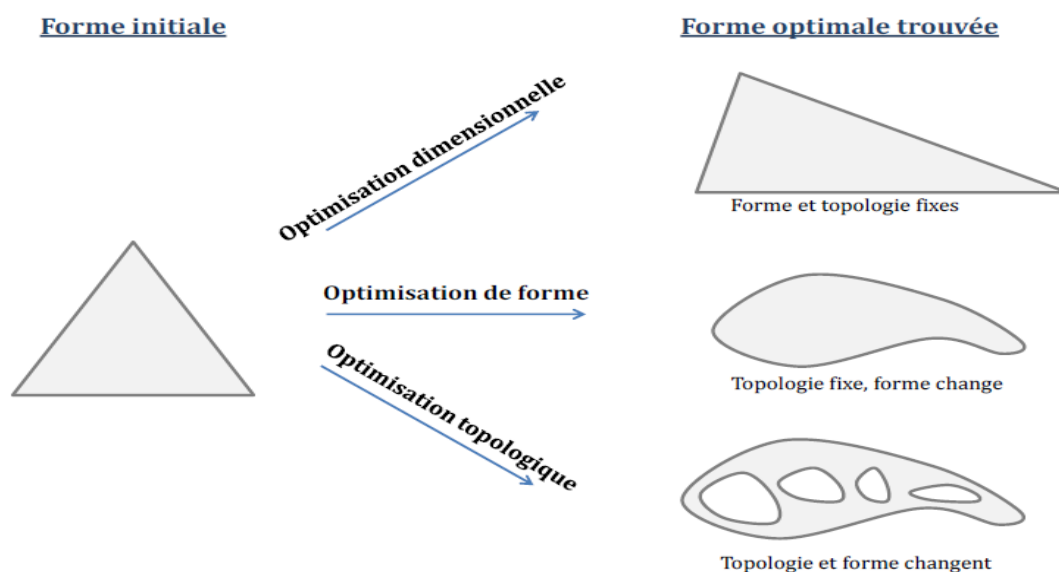 Forme initiale
Forme optimale trouvée
Optimisation dimensionnelle
Forme et topologie fixes
Optimisation de forme
Topologie fixe, forme change
Optimisation topologique
Topologie et forme changent